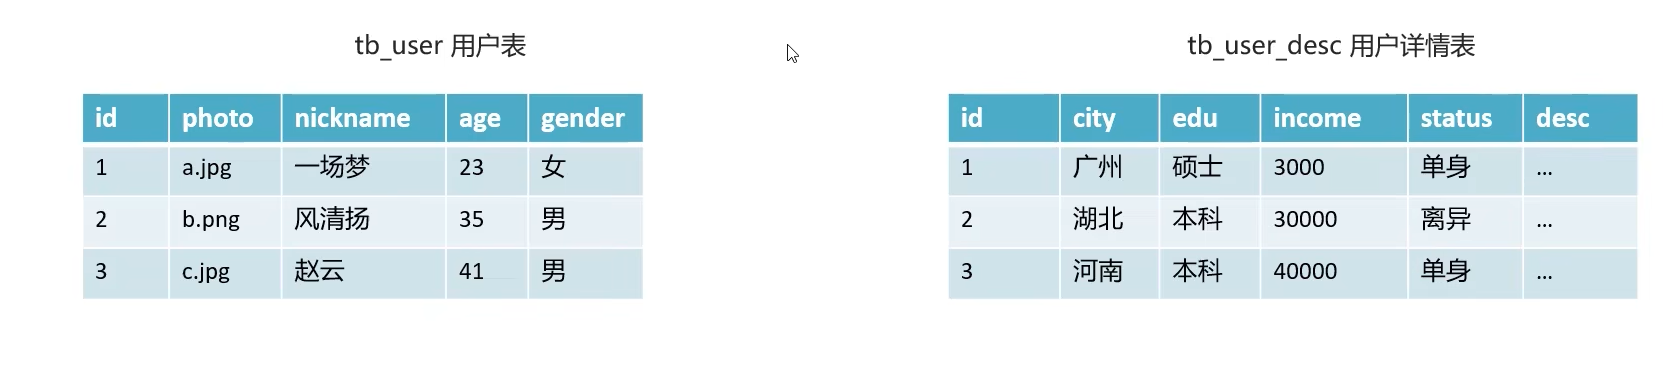 tb_user 用户表
id photo nickname age gender
1 a.jpg 一场梦 23 女
2 b.png 风清扬 35 男
3 c.jpg 赵云 41 男
tb_user_desc 用户详情表
id city edu income status desc
1 广州 硕士 3000 单身 ...
2 湖北 本科 30000 离异 ...
3 河南 本科 40000 单身 ...